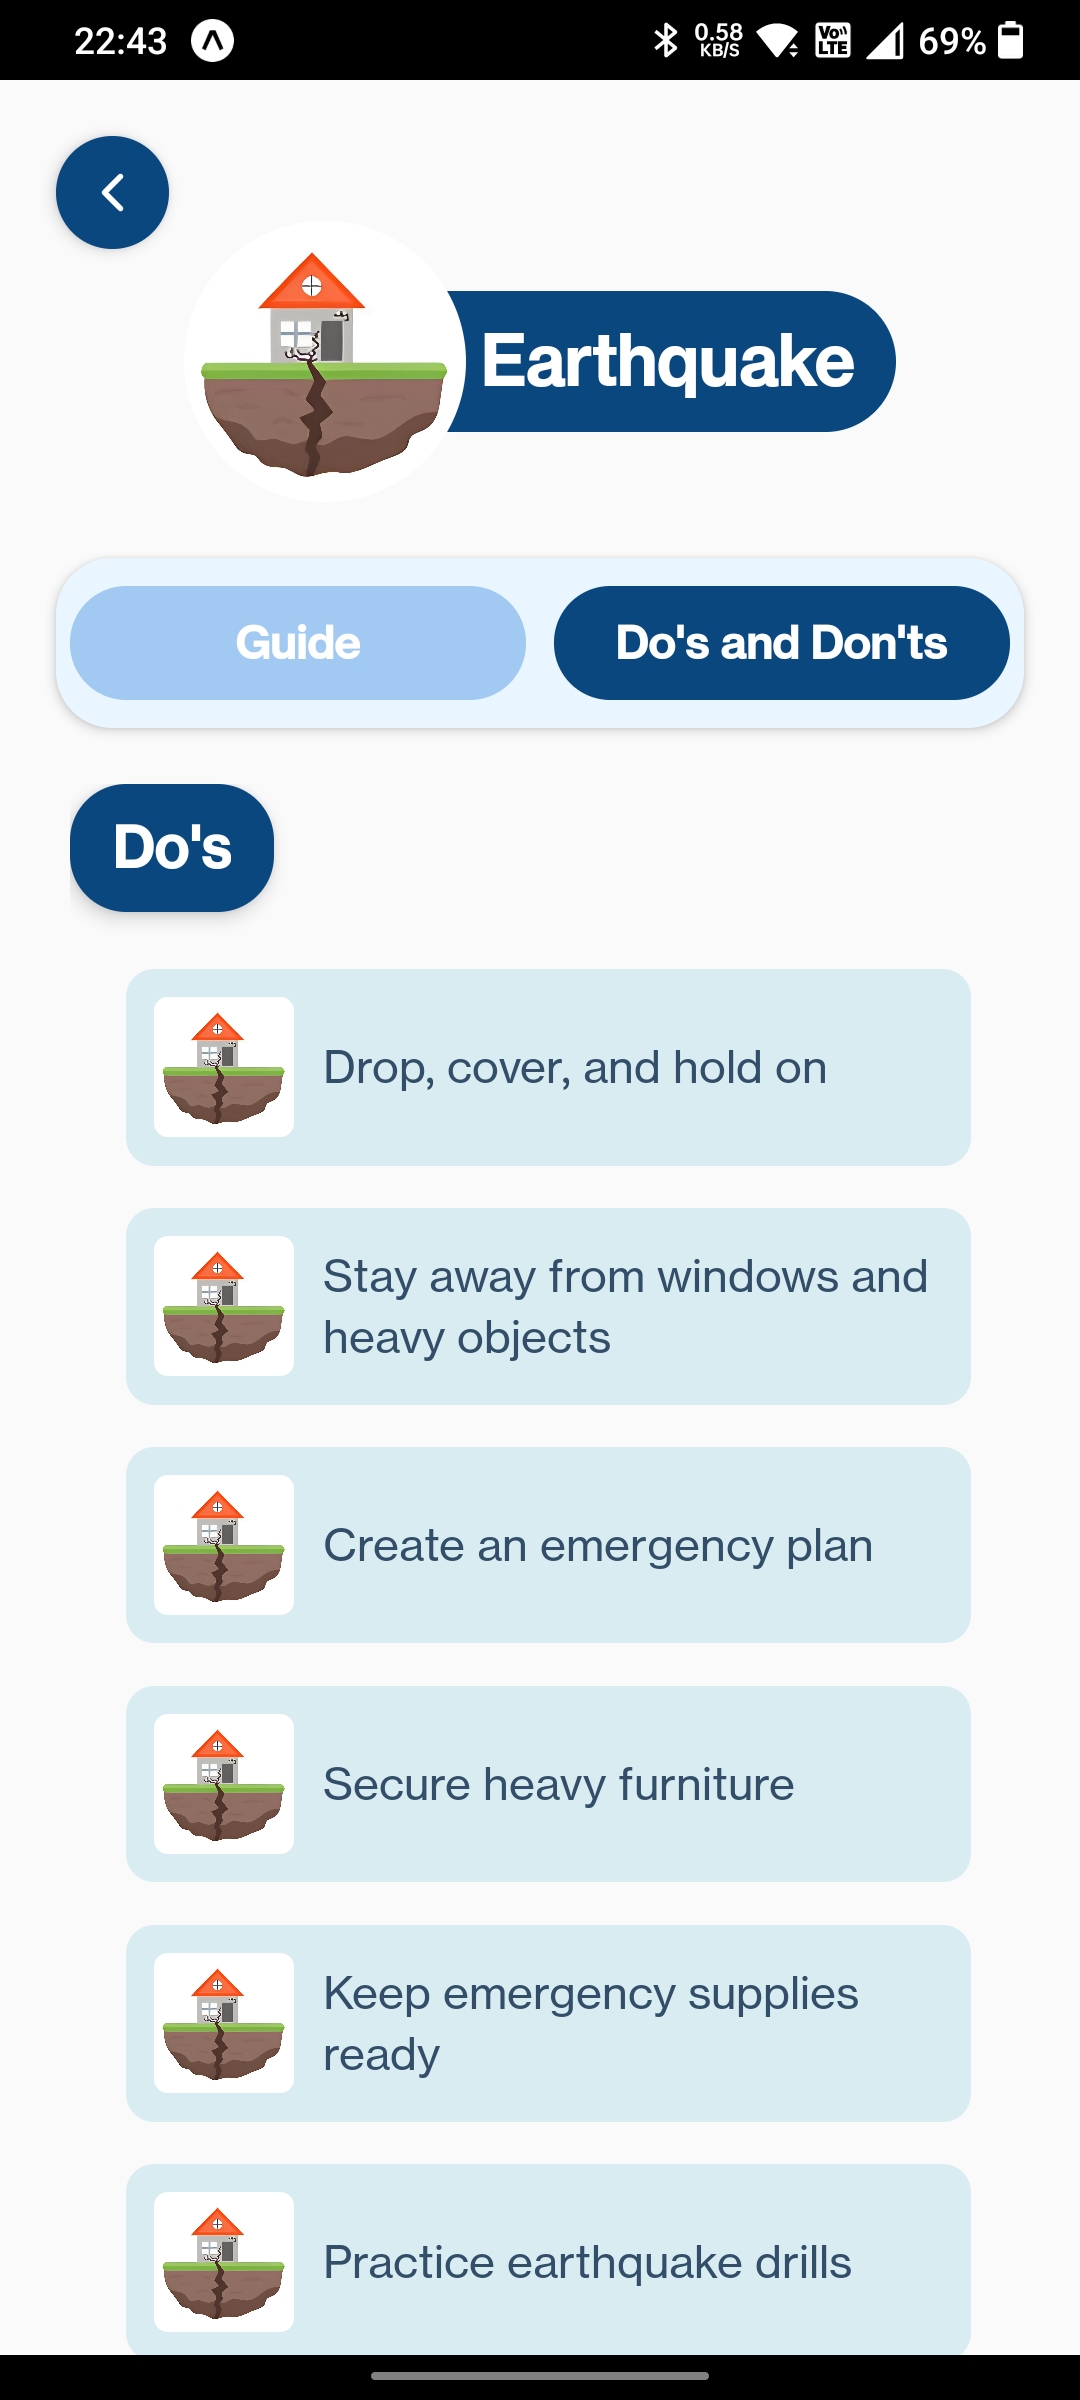 22:43
0.58
KB/S
Vo
LTE
69%
Earthquake
Guide
Do's and Don'ts
Do's
Drop, cover, and hold on
Stay away from windows and
heavy objects
Create an emergency plan
Secure heavy furniture
Keep emergency supplies
ready
Practice earthquake drills